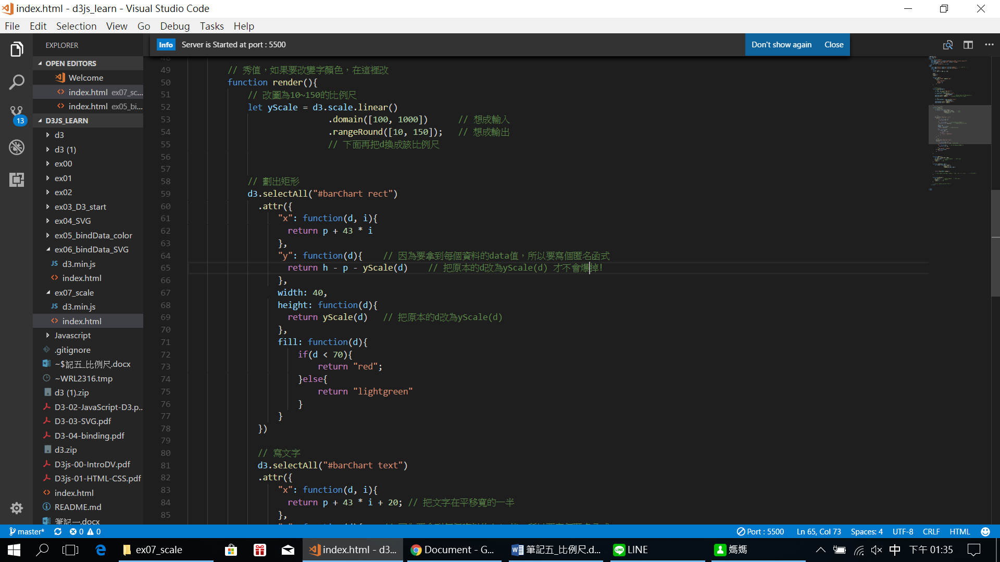 index.html - d3js_learn - Visual Studio Code
File Edit Selection View Go Debug Tasks Help
EXPLORER
Info Server is Started at port : 5500 Don't show again Close
OPEN EDITORS
Welcome
index.html ex07_sc...
index.html ex05_bi...
13
D3JS_LEARN
d3
d3 (1)
ex00
ex01
ex02
ex03_D3_start
ex04_SVG
ex05_bindData_color
ex06_bindData_SVG
JS d3.min.js
index.html
ex07_scale
JS d3.min.js
index.html
Javascript
.gitignore
~$記五_比例尺.docx
~WRL2316.tmp
d3 (1).zip
D3-02-JavaScript-D3.p...
D3-03-SVG.pdf
D3-04-binding.pdf
d3.zip
D3js-00-IntroDV.pdf
D3js-01-HTML-CSS.pdf
index.html
README.md
筆記一.docx
48
49 // 秀值，如果要改變字顏色，在這裡改
50 function render(){
51 // 改圖為10~150的比例尺
52 let yScale = d3.scale.linear()
53 .domain([100, 1000]) // 想成輸入
54 .rangeRound([10, 150]); // 想成輸出
55 // 下面再把d換成該比例尺
56
57
58 // 劃出矩形
59 d3.selectAll("#barChart rect")
60 .attr({
61 "x": function(d, i){
62 return p + 43 * i
63 },
64 "y": function(d){ // 因為要拿到每個資料的data值，所以要寫個匿名函式
65 return h - p - yScale(d) // 把原本的d改為yScale(d) 才不會爆掉!
66 },
67 width: 40,
68 height: function(d){
69 return yScale(d) // 把原本的d改為yScale(d)
70 },
71 fill: function(d){
72 if(d < 70){
73 return "red";
74 }else{
75 return "lightgreen"
76 }
77 }
78 })
79
80 // 寫文字
81 d3.selectAll("#barChart text")
82 .attr({
83 "x": function(d, i){
84 return p + 43 * i + 20; // 把文字在平移寬的一半
85 },
master* 0 0 Port : 5500 Ln 65, Col 73 Spaces: 4 UTF-8 CRLF HTML
ex07_scale index.html - d3... Document - G... 筆記五_比例尺.d... LINE 媽媽 中 下午 01:35